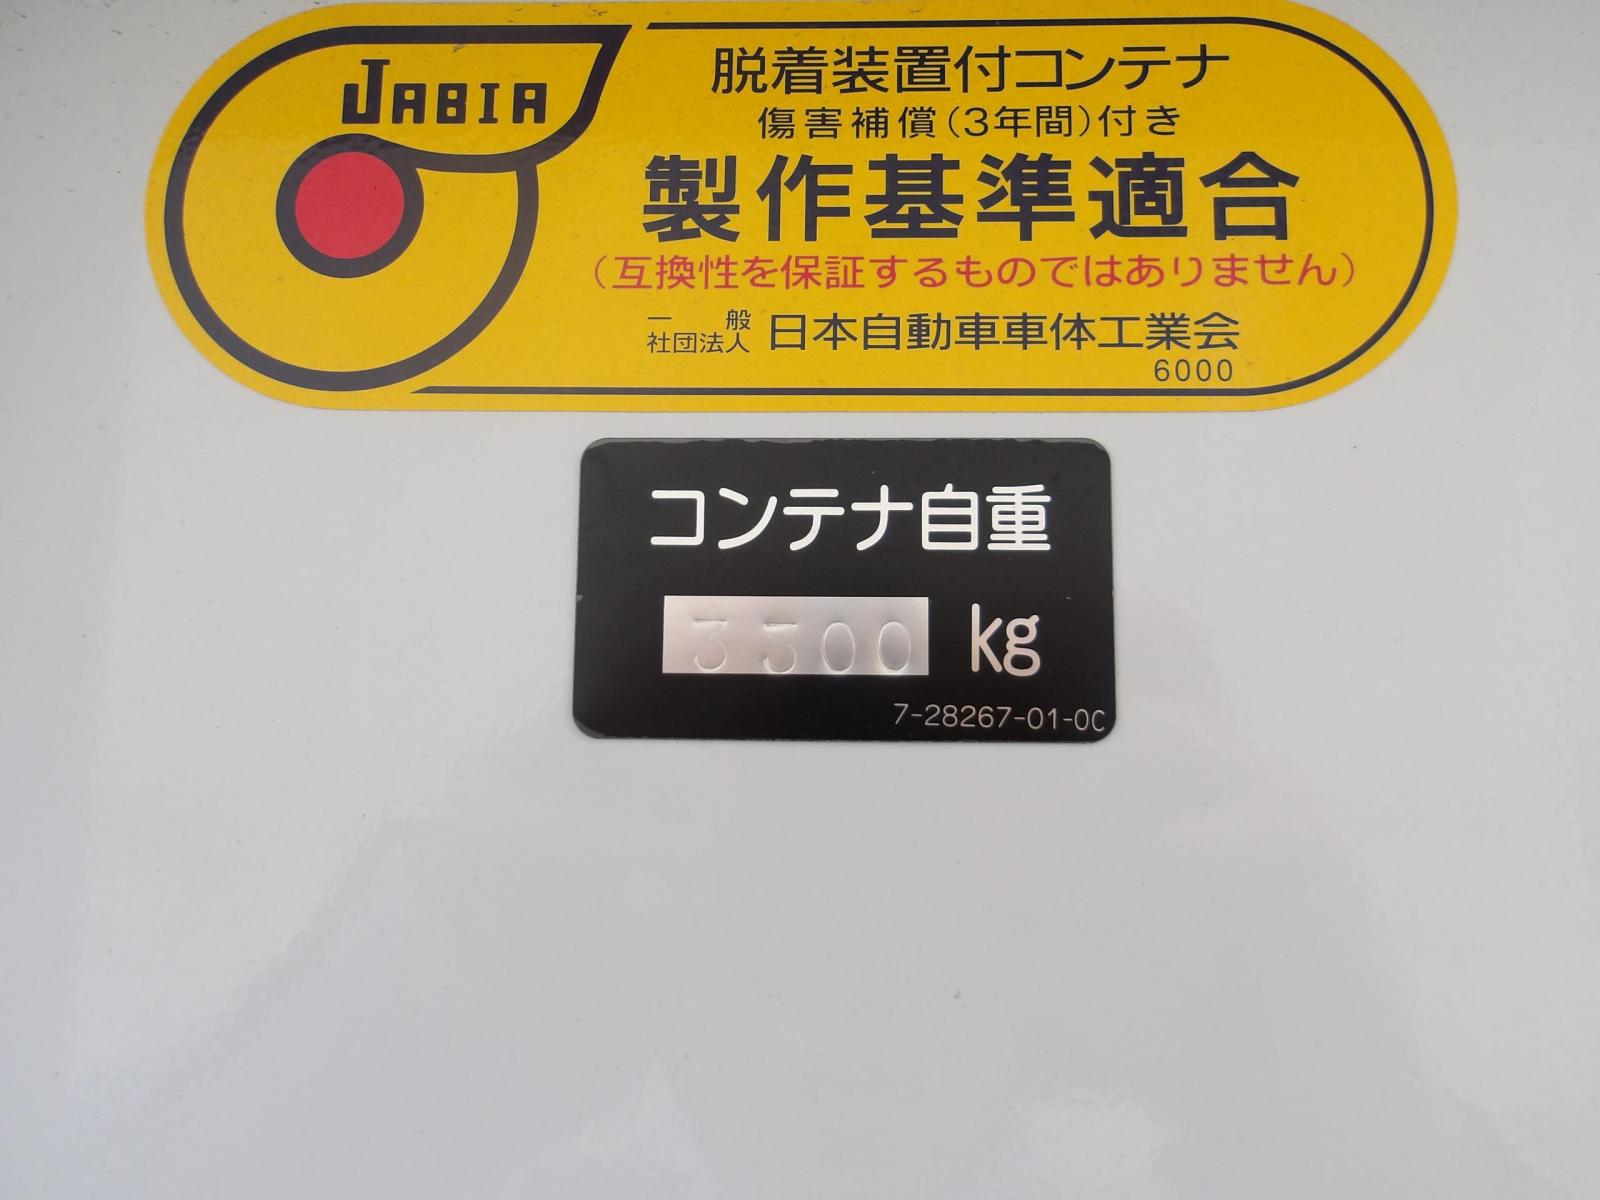 JABIA
脱着装置付コンテナ
傷害補償(3年間)付き
製作基準適合
(互換性を保証するものではありません)
一般社団法人 日本自動車車体工業会
6000
コンテナ自重
3300 kg
7-28267-01-0C